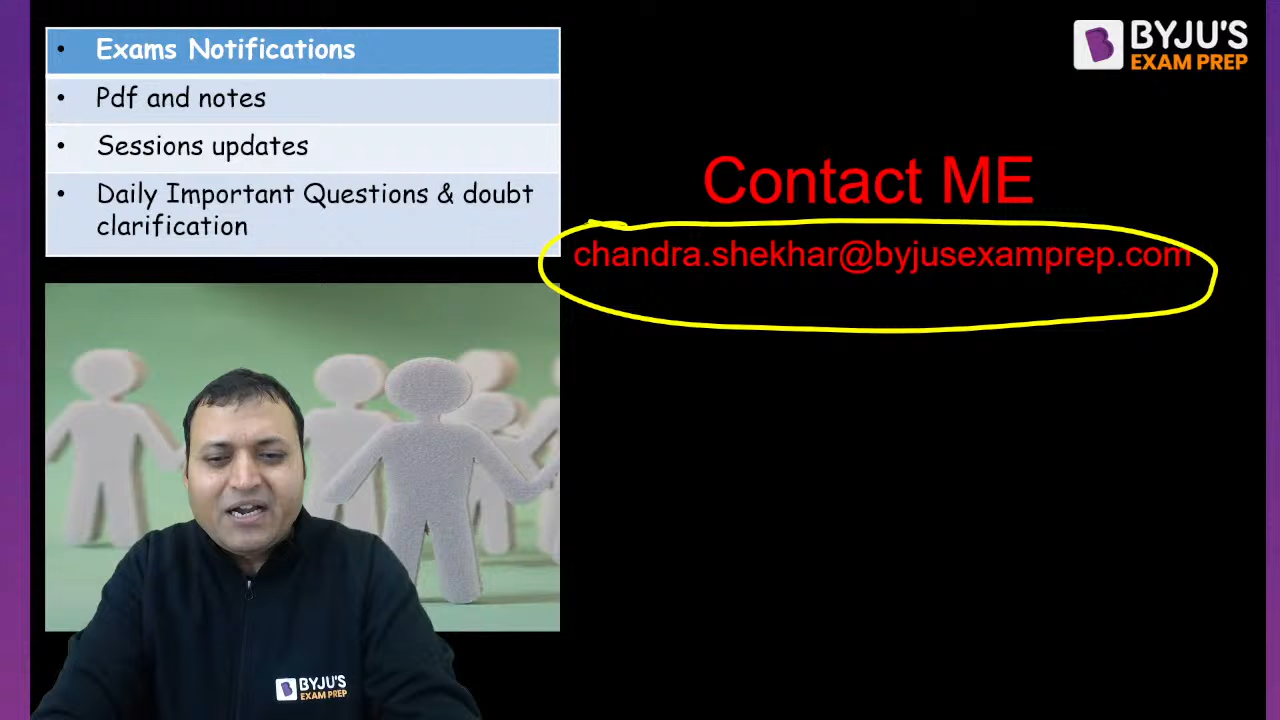 • Exams Notifications
• Pdf and notes
• Sessions updates
• Daily Important Questions & doubt
clarification
BYJU'S
EXAM PREP
Contact ME
chandra.shekhar@byjusexamprep.com
BYJU'S
EXAM PREP